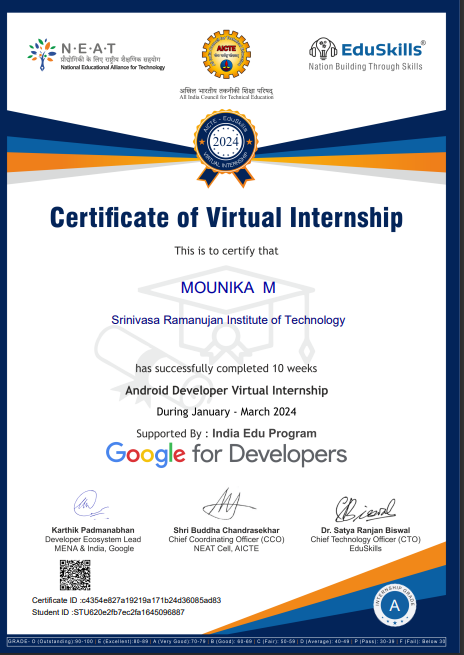 N·E·A·T
प्रौद्योगिकी के लिए राष्ट्रीय शैक्षणिक सहयोग
National Educational Alliance for Technology
AICTE
अखिल भारतीय तकनीकी शिक्षा परिषद्
All India Council for Technical Education
EduSkills®
Nation Building Through Skills
AICTE - EDUSKILLS
2024
VIRTUAL INTERNSHIP
Certificate of Virtual Internship
This is to certify that
MOUNIKA M
Srinivasa Ramanujan Institute of Technology
has successfully completed 10 weeks
Android Developer Virtual Internship
During January - March 2024
Supported By : India Edu Program
Google for Developers
Karthik Padmanabhan
Developer Ecosystem Lead
MENA & India, Google
Shri Buddha Chandrasekhar
Chief Coordinating Officer (CCO)
NEAT Cell, AICTE
Dr. Satya Ranjan Biswal
Chief Technology Officer (CTO)
EduSkills
Certificate ID :c4354e827a19219a171b24d36085ad83
Student ID :STU620e2fb7ec2fa1645096887
INTERNSHIP GRADE
A
GRADE- O (Outstanding):90-100 | E (Excellent):80-89 | A (Very Good):70-79 | B (Good): 60-69 | C (Fair): 50-59 | D (Average): 40-49 | P (Pass): 30-39 | F (Fail): Below 30